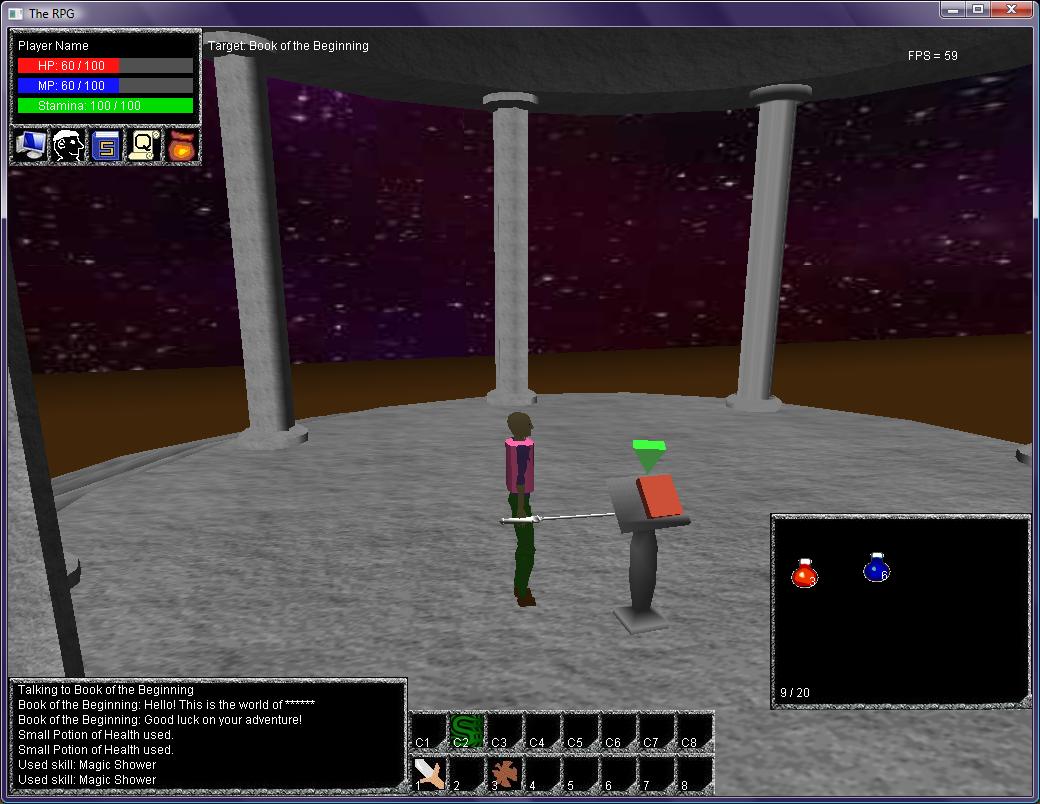 The RPG
Player Name
Target: Book of the Beginning
FPS = 59
HP: 60 / 100
MP: 60 / 100
Stamina: 100 / 100
S
Q
3
6
9 / 20
Talking to Book of the Beginning
Book of the Beginning: Hello! This is the world of ******
Book of the Beginning: Good luck on your adventure!
Small Potion of Health used.
Small Potion of Health used.
Used skill: Magic Shower
Used skill: Magic Shower
C1 C2 C3 C4 C5 C6 C7 C8
1 2 3 4 5 6 7 8